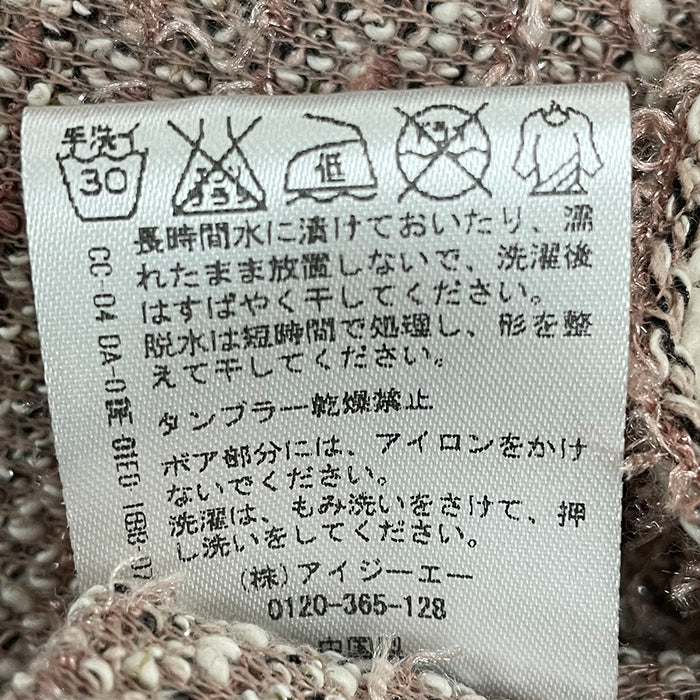 手洗イ
30
エンソ
サラシ
低
ドライ
長時間水に漬けておいたり、濡
れたまま放置しないで、洗濯後
はすばやく干してください。
脱水は短時間で処理し、形を整
えて干してください。
タンブラー乾燥禁止
ボア部分には、アイロンをかけ
ないでください。
洗濯は、もみ洗いをさけて、押
し洗いをしてください。
(株)アイジーエー
0120-365-128
中国製
CC-04